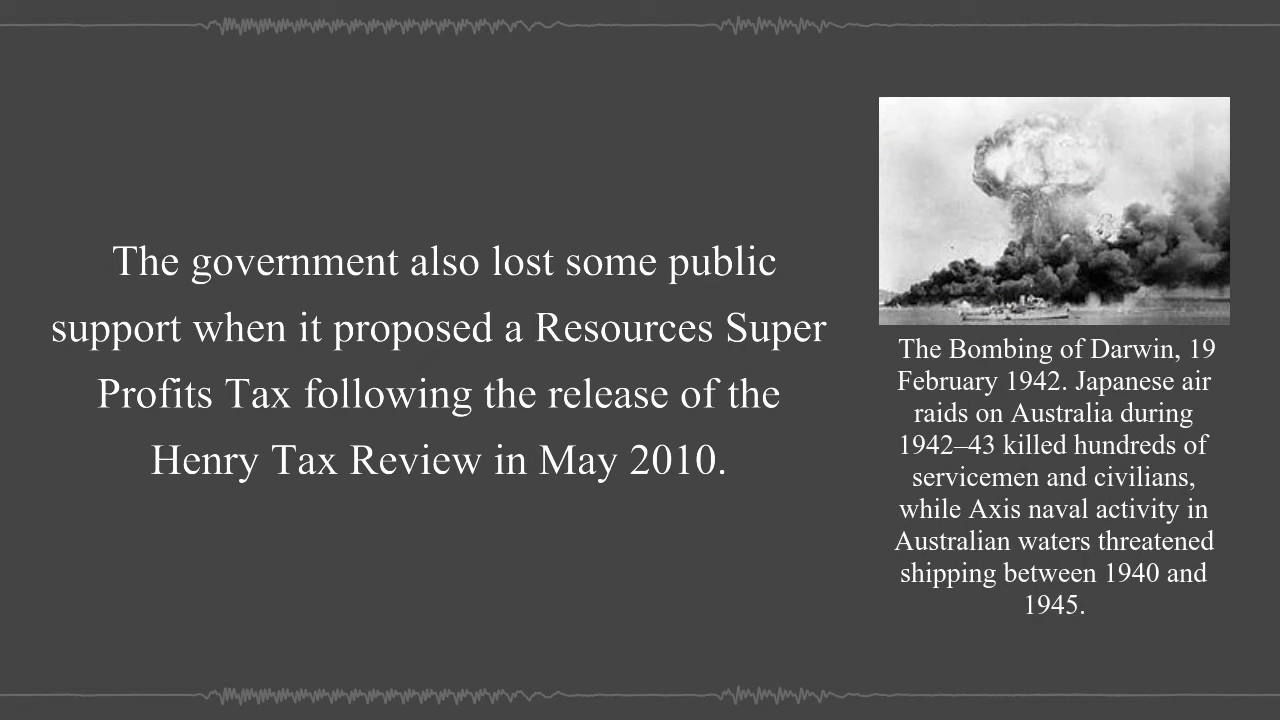 The government also lost some public
support when it proposed a Resources Super
Profits Tax following the release of the
Henry Tax Review in May 2010.
The Bombing of Darwin, 19
February 1942. Japanese air
raids on Australia during
1942–43 killed hundreds of
servicemen and civilians,
while Axis naval activity in
Australian waters threatened
shipping between 1940 and
1945.